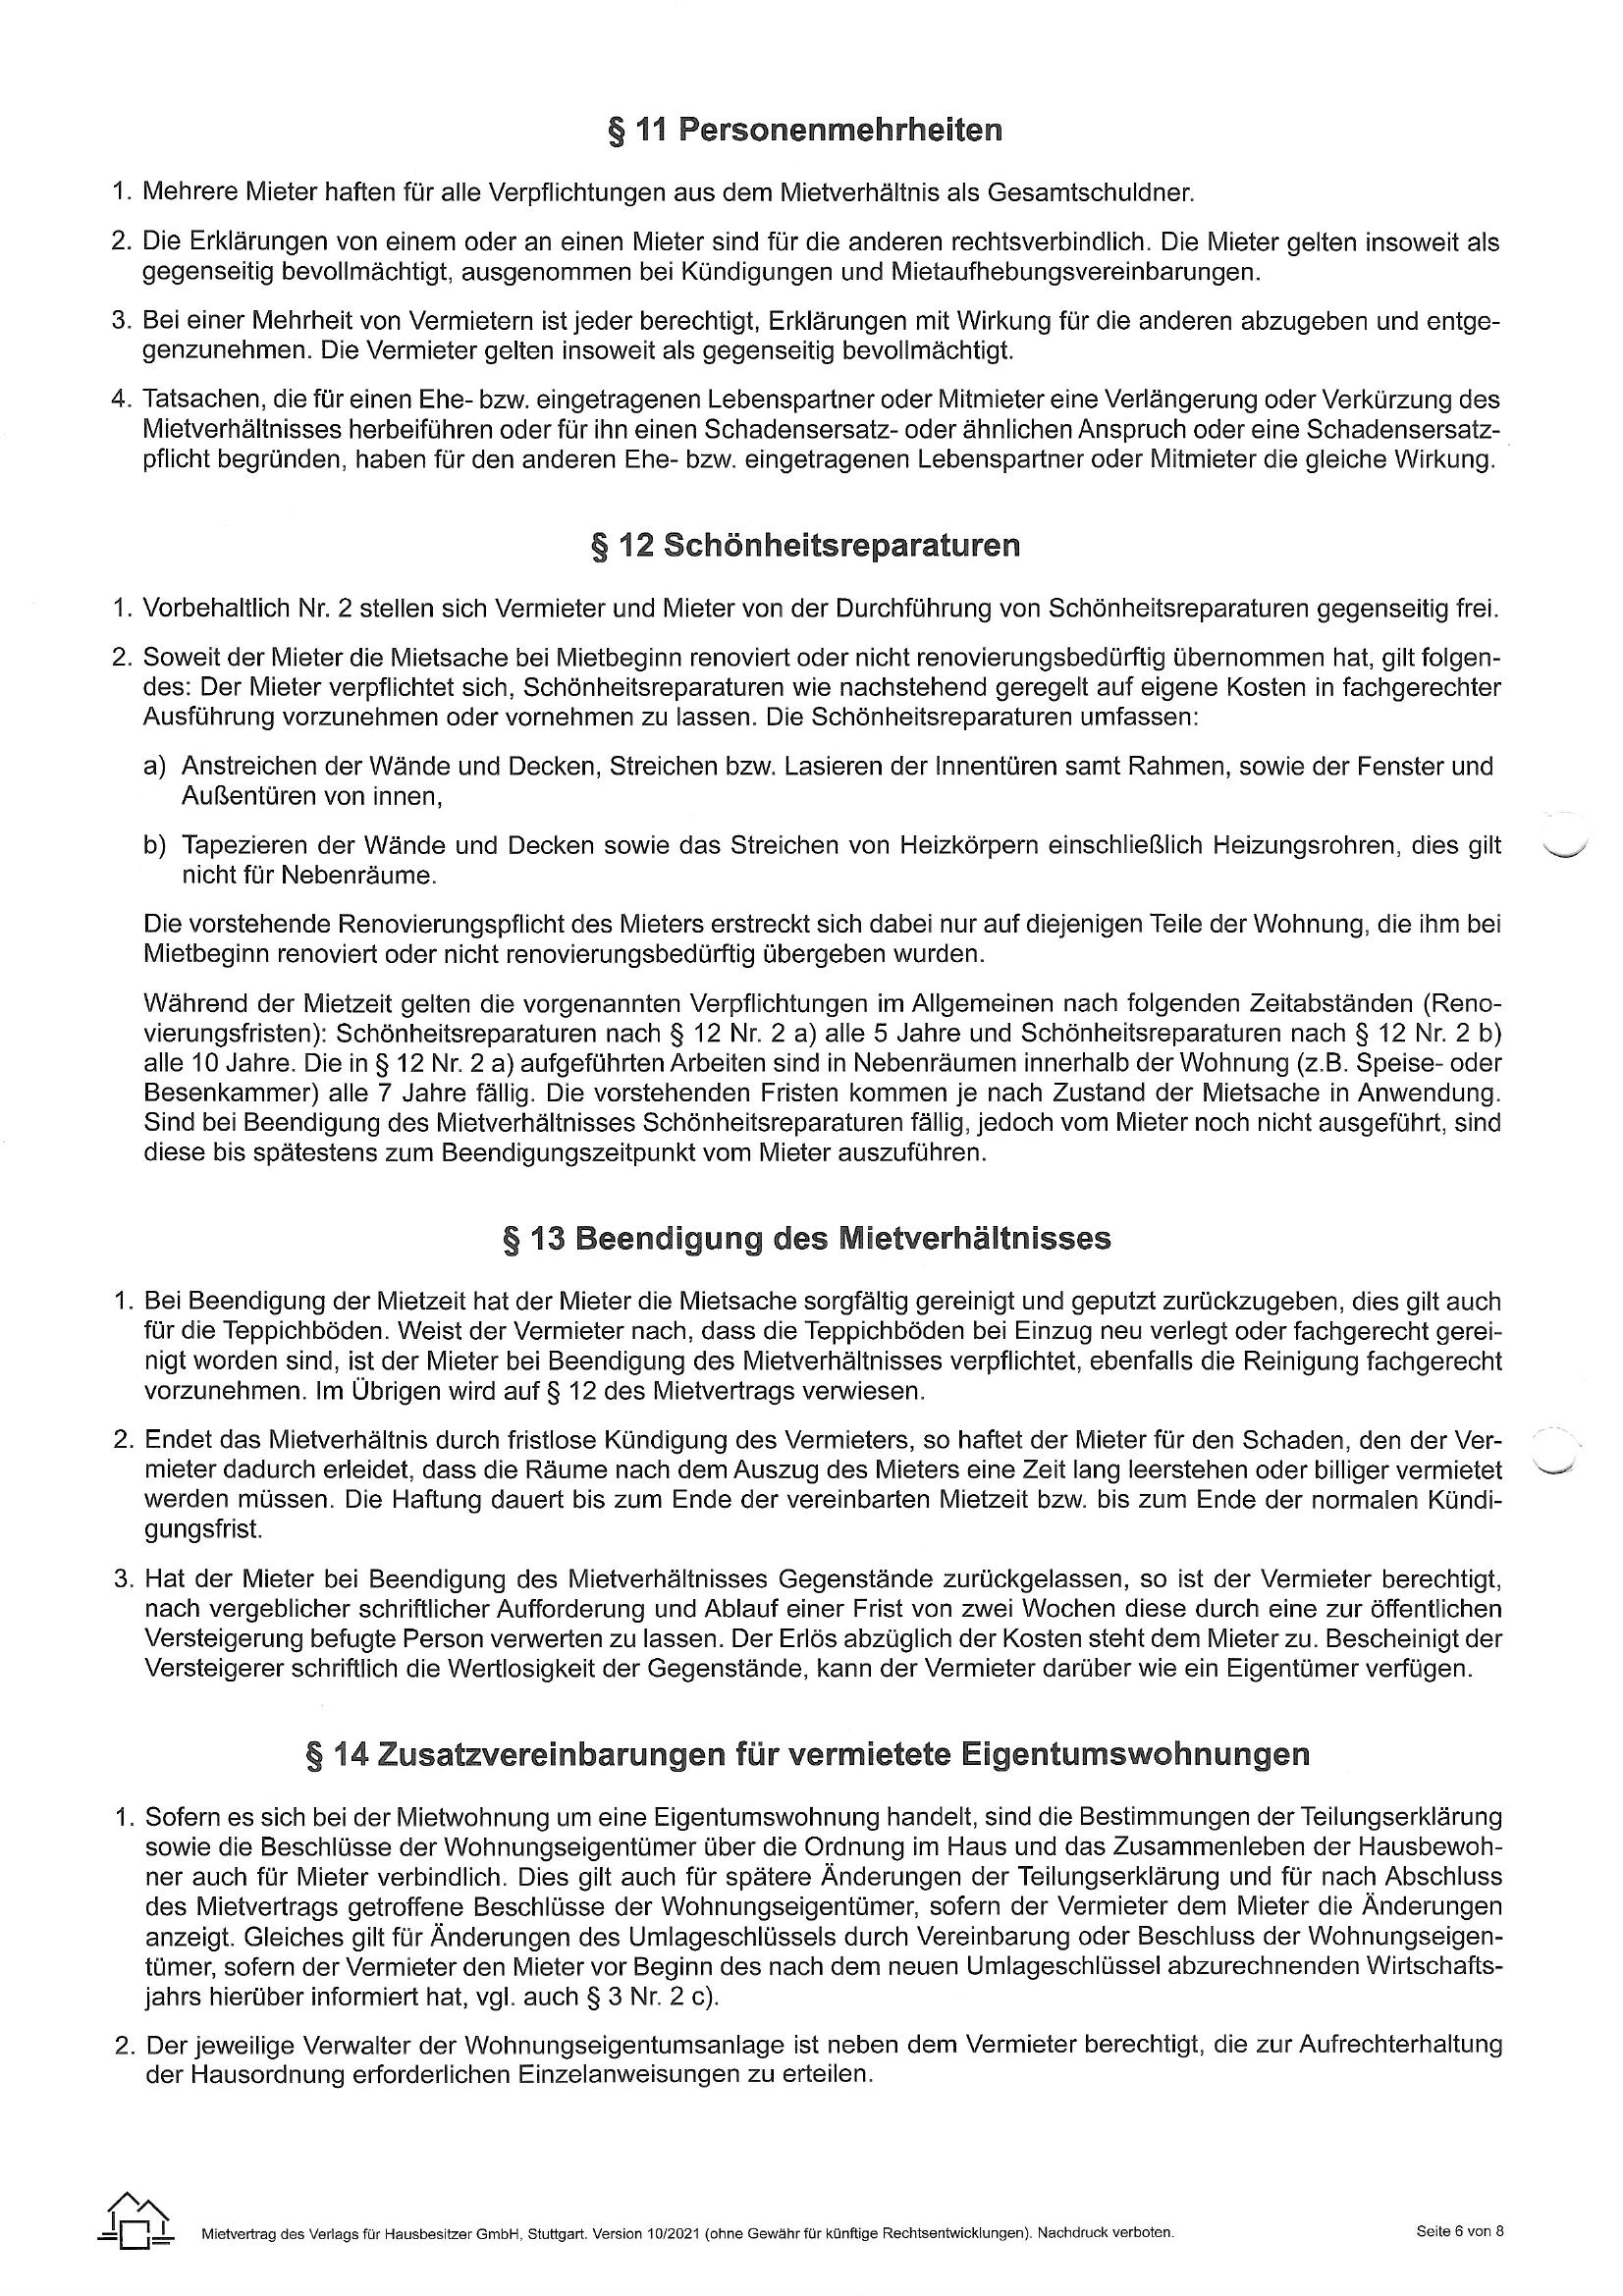 § 11 Personenmehrheiten
1. Mehrere Mieter haften für alle Verpflichtungen aus dem Mietverhältnis als Gesamtschuldner.
2. Die Erklärungen von einem oder an einen Mieter sind für die anderen rechtsverbindlich. Die Mieter gelten insoweit als
gegenseitig bevollmächtigt, ausgenommen bei Kündigungen und Mietaufhebungsvereinbarungen.
3. Bei einer Mehrheit von Vermietern ist jeder berechtigt, Erklärungen mit Wirkung für die anderen abzugeben und entge-
genzunehmen. Die Vermieter gelten insoweit als gegenseitig bevollmächtigt.
4. Tatsachen, die für einen Ehe- bzw. eingetragenen Lebenspartner oder Mitmieter eine Verlängerung oder Verkürzung des
Mietverhältnisses herbeiführen oder für ihn einen Schadensersatz- oder ähnlichen Anspruch oder eine Schadensersatz-
pflicht begründen, haben für den anderen Ehe- bzw. eingetragenen Lebenspartner oder Mitmieter die gleiche Wirkung.
§ 12 Schönheitsreparaturen
1. Vorbehaltlich Nr. 2 stellen sich Vermieter und Mieter von der Durchführung von Schönheitsreparaturen gegenseitig frei.
2. Soweit der Mieter die Mietsache bei Mietbeginn renoviert oder nicht renovierungsbedürftig übernommen hat, gilt folgen-
des: Der Mieter verpflichtet sich, Schönheitsreparaturen wie nachstehend geregelt auf eigene Kosten in fachgerechter
Ausführung vorzunehmen oder vornehmen zu lassen. Die Schönheitsreparaturen umfassen:
a) Anstreichen der Wände und Decken, Streichen bzw. Lasieren der Innentüren samt Rahmen, sowie der Fenster und
Außentüren von innen,
b) Tapezieren der Wände und Decken sowie das Streichen von Heizkörpern einschließlich Heizungsrohren, dies gilt
nicht für Nebenräume.
Die vorstehende Renovierungspflicht des Mieters erstreckt sich dabei nur auf diejenigen Teile der Wohnung, die ihm bei
Mietbeginn renoviert oder nicht renovierungsbedürftig übergeben wurden.
Während der Mietzeit gelten die vorgenannten Verpflichtungen im Allgemeinen nach folgenden Zeitabständen (Reno-
vierungsfristen): Schönheitsreparaturen nach § 12 Nr. 2 a) alle 5 Jahre und Schönheitsreparaturen nach § 12 Nr. 2 b)
alle 10 Jahre. Die in § 12 Nr. 2 a) aufgeführten Arbeiten sind in Nebenräumen innerhalb der Wohnung (z.B. Speise- oder
Besenkammer) alle 7 Jahre fällig. Die vorstehenden Fristen kommen je nach Zustand der Mietsache in Anwendung.
Sind bei Beendigung des Mietverhältnisses Schönheitsreparaturen fällig, jedoch vom Mieter noch nicht ausgeführt, sind
diese bis spätestens zum Beendigungszeitpunkt vom Mieter auszuführen.
§ 13 Beendigung des Mietverhältnisses
1. Bei Beendigung der Mietzeit hat der Mieter die Mietsache sorgfältig gereinigt und geputzt zurückzugeben, dies gilt auch
für die Teppichböden. Weist der Vermieter nach, dass die Teppichböden bei Einzug neu verlegt oder fachgerecht gerei-
nigt worden sind, ist der Mieter bei Beendigung des Mietverhältnisses verpflichtet, ebenfalls die Reinigung fachgerecht
vorzunehmen. Im Übrigen wird auf § 12 des Mietvertrags verwiesen.
2. Endet das Mietverhältnis durch fristlose Kündigung des Vermieters, so haftet der Mieter für den Schaden, den der Ver-
mieter dadurch erleidet, dass die Räume nach dem Auszug des Mieters eine Zeit lang leerstehen oder billiger vermietet
werden müssen. Die Haftung dauert bis zum Ende der vereinbarten Mietzeit bzw. bis zum Ende der normalen Kündi-
gungsfrist.
3. Hat der Mieter bei Beendigung des Mietverhältnisses Gegenstände zurückgelassen, so ist der Vermieter berechtigt,
nach vergeblicher schriftlicher Aufforderung und Ablauf einer Frist von zwei Wochen diese durch eine zur öffentlichen
Versteigerung befugte Person verwerten zu lassen. Der Erlös abzüglich der Kosten steht dem Mieter zu. Bescheinigt der
Versteigerer schriftlich die Wertlosigkeit der Gegenstände, kann der Vermieter darüber wie ein Eigentümer verfügen.
§ 14 Zusatzvereinbarungen für vermietete Eigentumswohnungen
1. Sofern es sich bei der Mietwohnung um eine Eigentumswohnung handelt, sind die Bestimmungen der Teilungserklärung
sowie die Beschlüsse der Wohnungseigentümer über die Ordnung im Haus und das Zusammenleben der Hausbewoh-
ner auch für Mieter verbindlich. Dies gilt auch für spätere Änderungen der Teilungserklärung und für nach Abschluss
des Mietvertrags getroffene Beschlüsse der Wohnungseigentümer, sofern der Vermieter dem Mieter die Änderungen
anzeigt. Gleiches gilt für Änderungen des Umlageschlüssels durch Vereinbarung oder Beschluss der Wohnungseigen-
tümer, sofern der Vermieter den Mieter vor Beginn des nach dem neuen Umlageschlüssel abzurechnenden Wirtschafts-
jahrs hierüber informiert hat, vgl. auch § 3 Nr. 2 c).
2. Der jeweilige Verwalter der Wohnungseigentumsanlage ist neben dem Vermieter berechtigt, die zur Aufrechterhaltung
der Hausordnung erforderlichen Einzelanweisungen zu erteilen.
Mietvertrag des Verlags für Hausbesitzer GmbH, Stuttgart. Version 10/2021 (ohne Gewähr für künftige Rechtsentwicklungen). Nachdruck verboten.
Seite 6 von 8